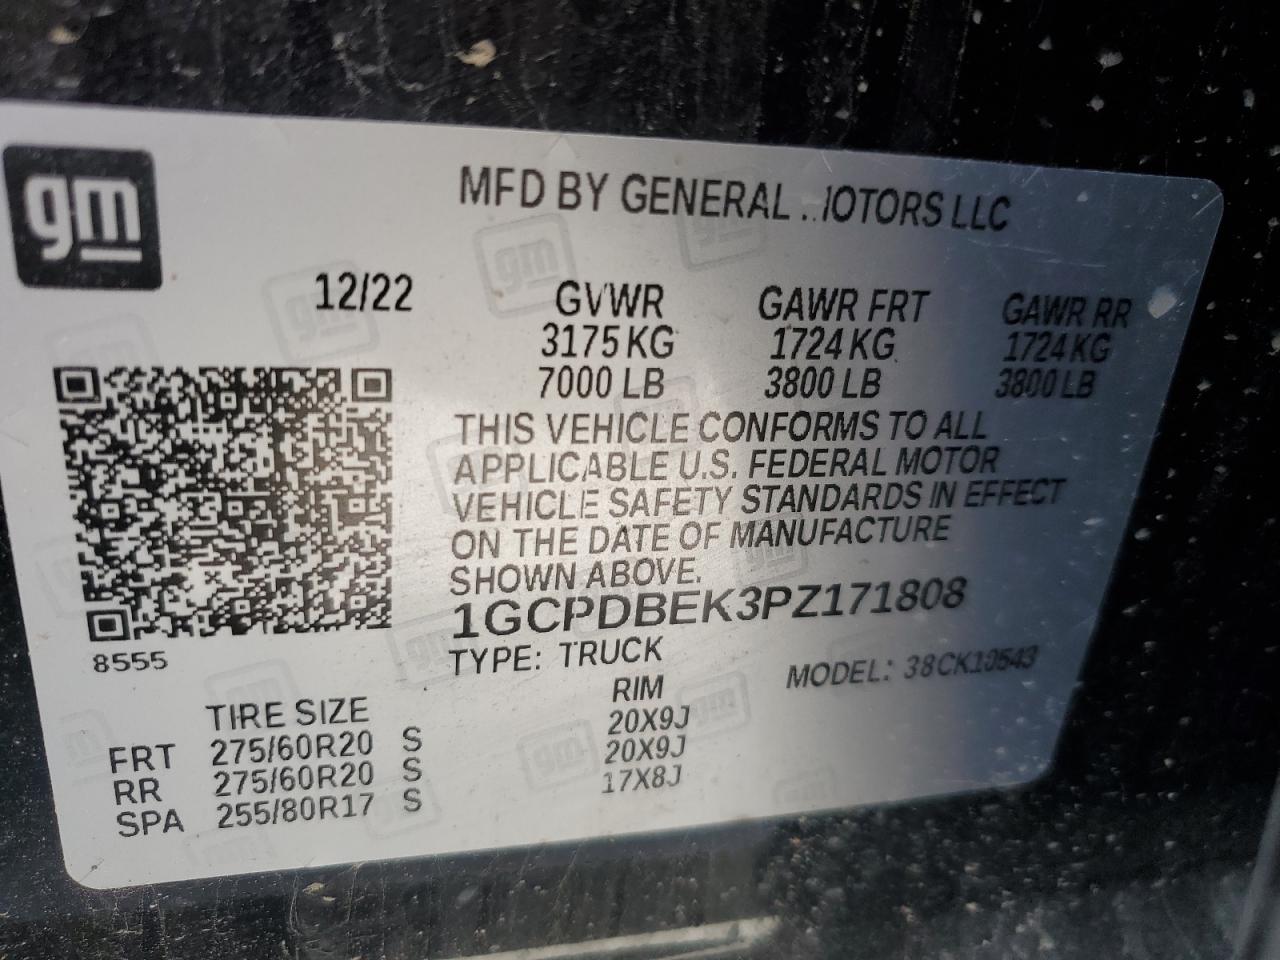 gm
MFD BY GENERAL MOTORS LLC
12/22 GVWR GAWR FRT GAWR RR
3175 KG 1724 KG 1724 KG
7000 LB 3800 LB 3800 LB
THIS VEHICLE CONFORMS TO ALL
APPLICABLE U.S. FEDERAL MOTOR
VEHICLE SAFETY STANDARDS IN EFFECT
ON THE DATE OF MANUFACTURE
SHOWN ABOVE.
1GCPDBEK3PZ171808
8555
TYPE: TRUCK MODEL: 38CK10543
TIRE SIZE RIM
FRT 275/60R20 S 20X9J
RR 275/60R20 S 20X9J
SPA 255/80R17 S 17X8J